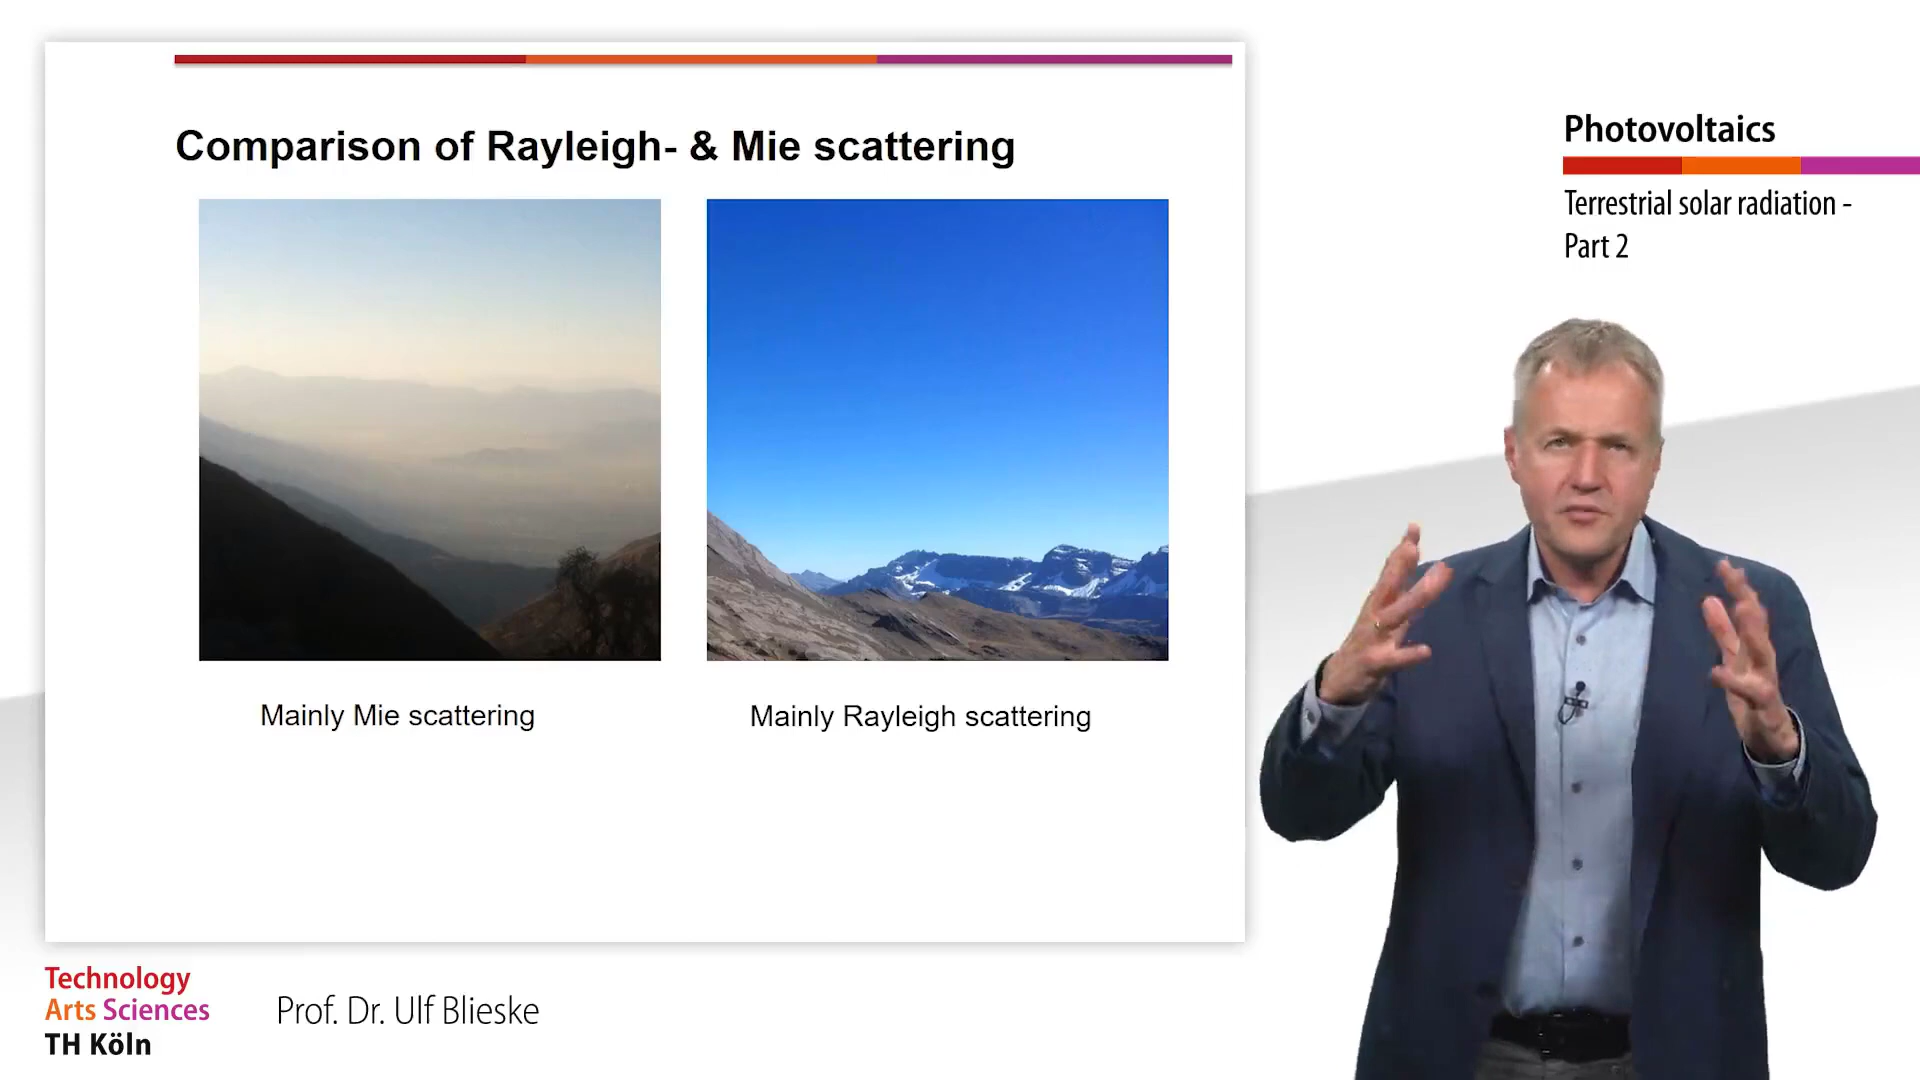 Comparison of Rayleigh- & Mie scattering
Mainly Mie scattering
Mainly Rayleigh scattering
Photovoltaics
Terrestrial solar radiation -
Part 2
Technology
Arts Sciences
TH Köln
Prof. Dr. Ulf Blieske